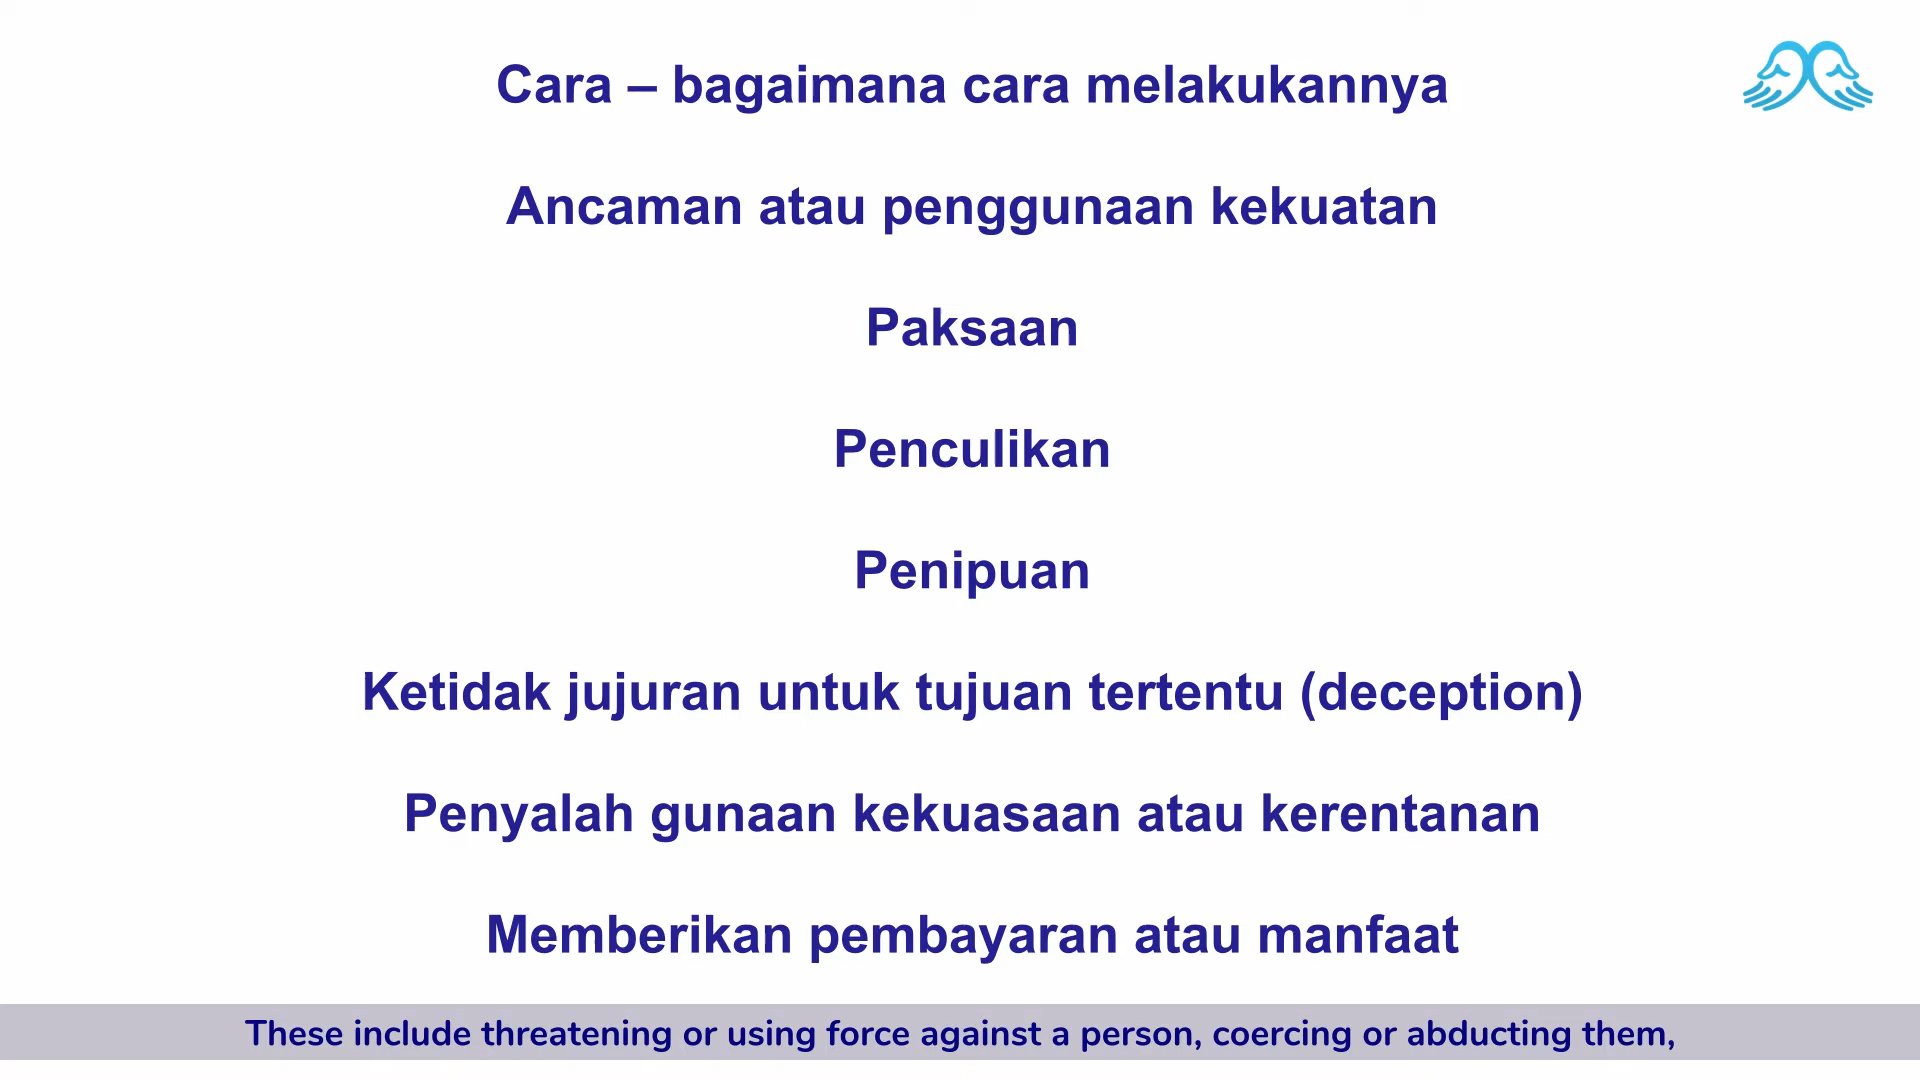 Cara – bagaimana cara melakukannya
Ancaman atau penggunaan kekuatan
Paksaan
Penculikan
Penipuan
Ketidak jujuran untuk tujuan tertentu (deception)
Penyalah gunaan kekuasaan atau kerentanan
Memberikan pembayaran atau manfaat
These include threatening or using force against a person, coercing or abducting them,